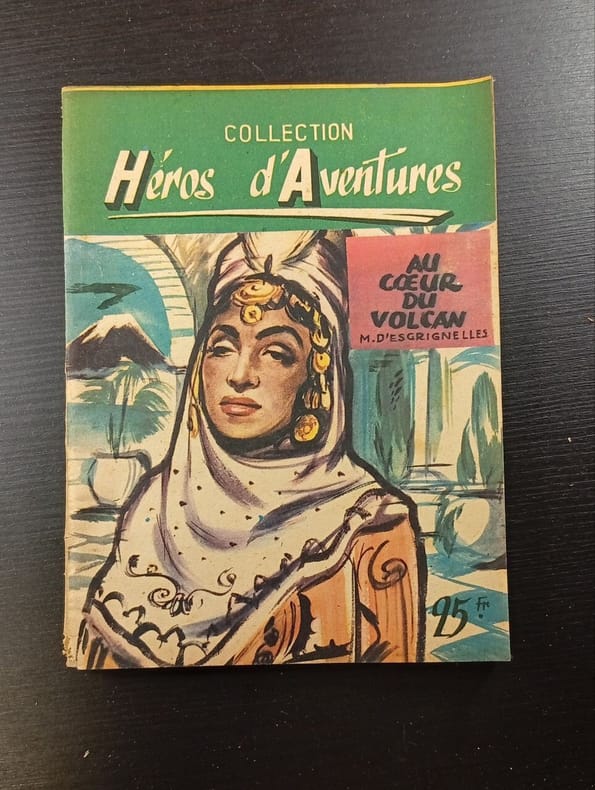 COLLECTION
Héros d'Aventures
AU
CŒUR
DU
VOLCAN
M. D'ESGRIGNELLES
25 Fr.